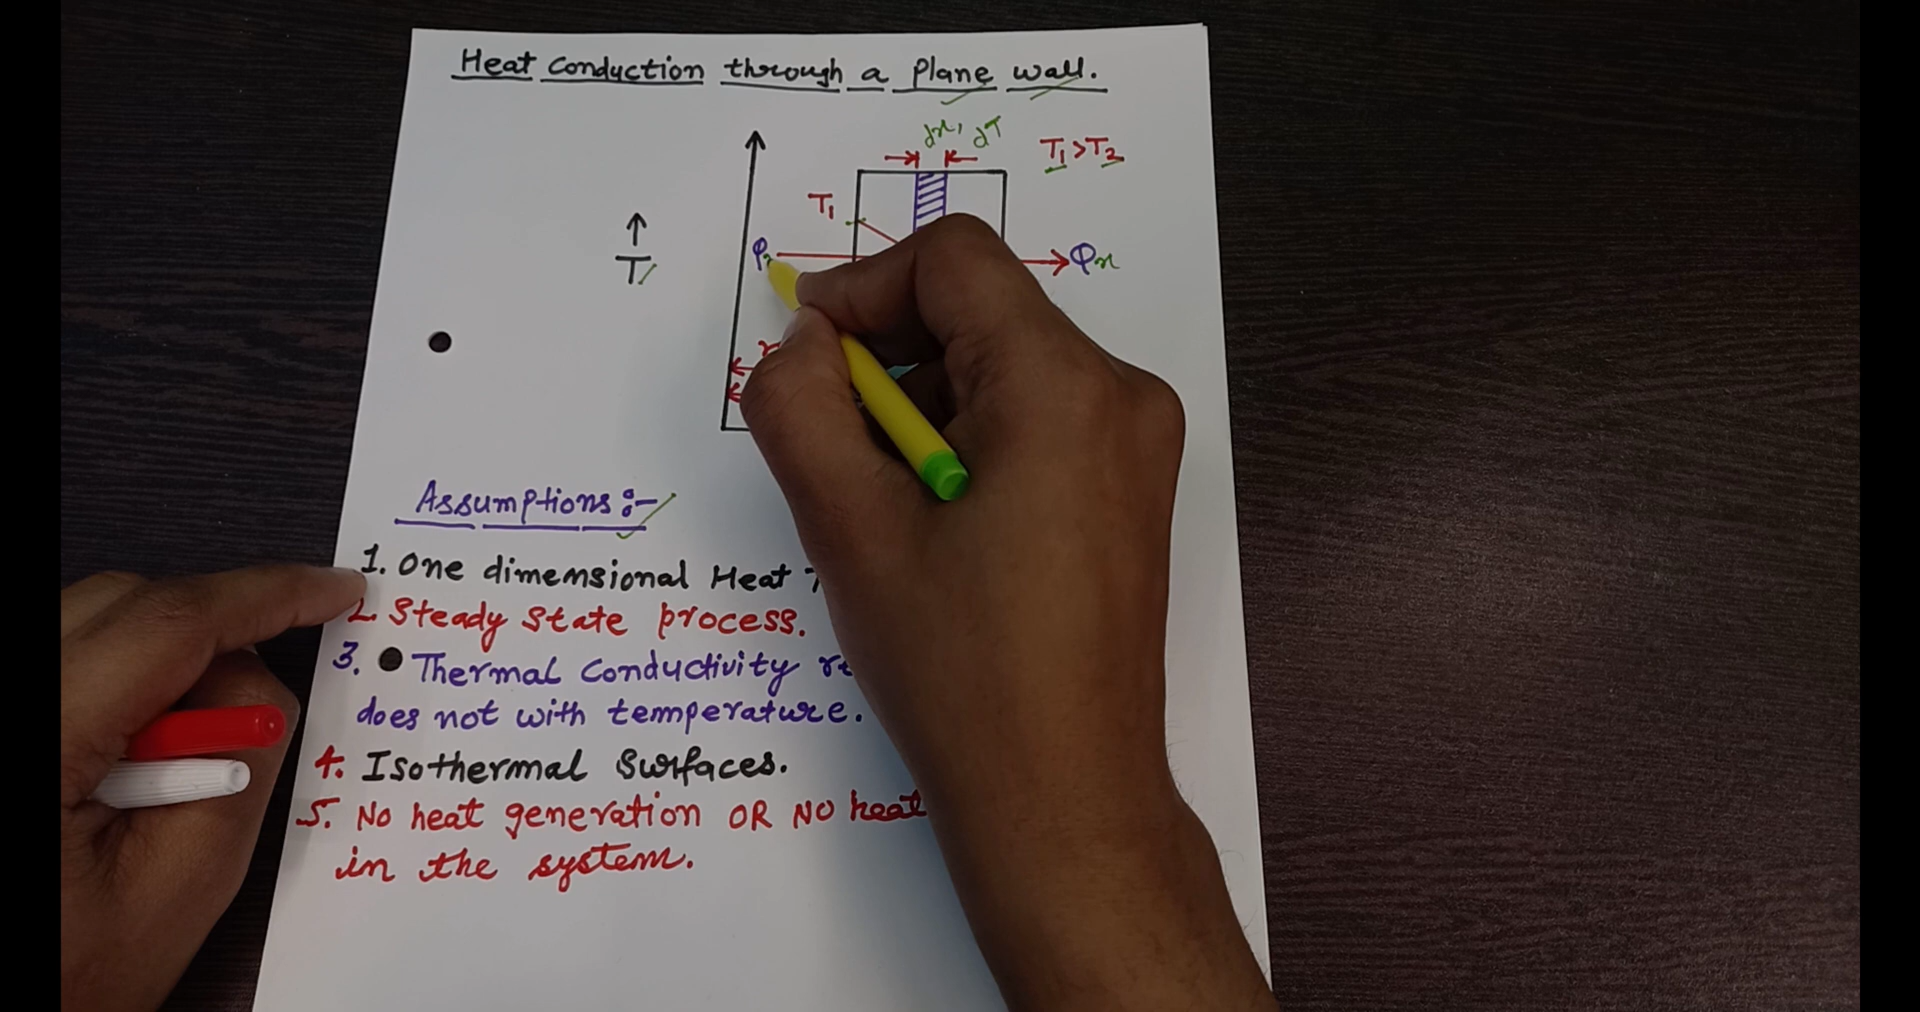 Heat Conduction through a Plane wall.
dx, dT
T1>T2
T1
T
Qx
Assumptions :-
1. One dimensional Heat
2. Steady State process.
3. Thermal Conductivity
does not with temperature.
4. Isothermal Surfaces.
5. No heat generation OR NO heat
in the system.